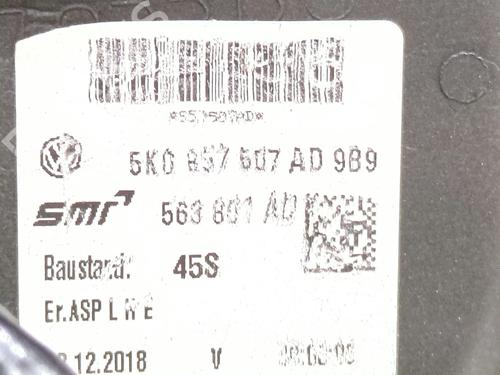 5K0 857 507 AD 9B9
smr
563 801 AD
Baustand: 45S
Er.ASP L
.12.2018 V